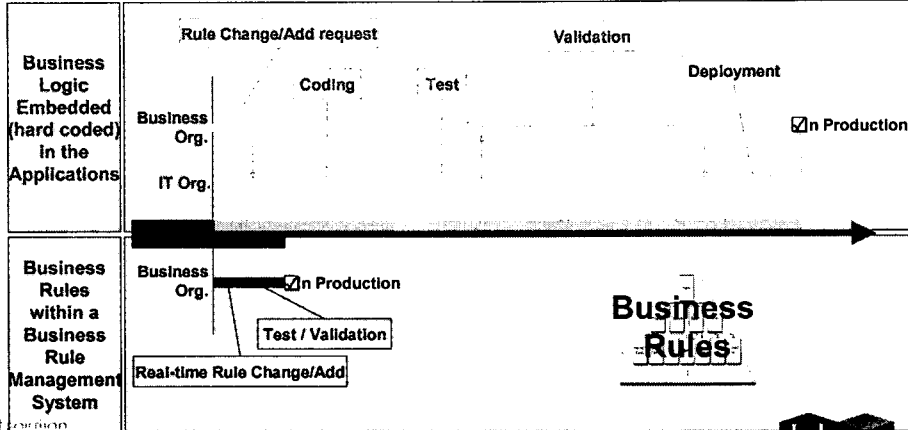 Business
Logic
Embedded
(hard coded)
in the
Applications
Rule Change/Add request
Validation
Coding
Test
Deployment
Business
Org.
IT Org.
In Production
Business
Rules
within a
Business
Rule
Management
System
Business
Org.
In Production
Test / Validation
Real-time Rule Change/Add
Business
Rules